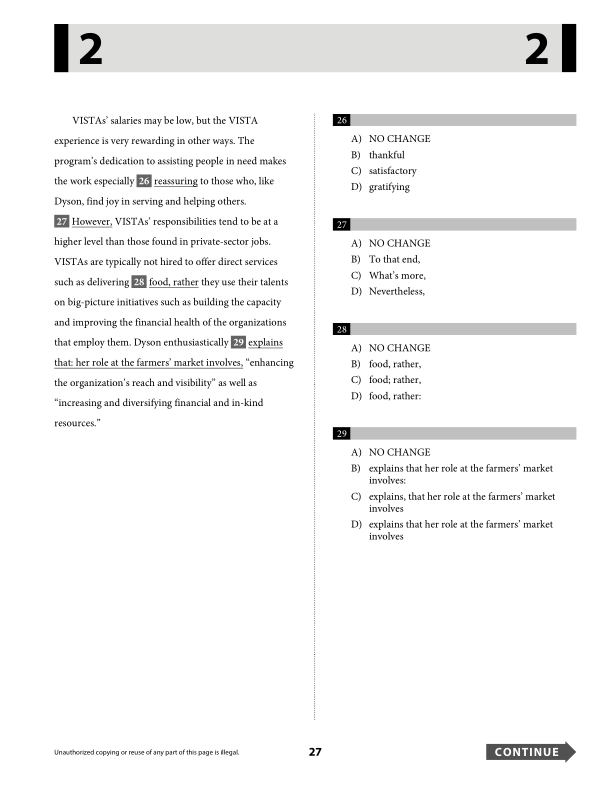 2
2
VISTAs’ salaries may be low, but the VISTA
experience is very rewarding in other ways. The
program’s dedication to assisting people in need makes
the work especially 26 reassuring to those who, like
Dyson, find joy in serving and helping others.
27 However, VISTAs’ responsibilities tend to be at a
higher level than those found in private-sector jobs.
VISTAs are typically not hired to offer direct services
such as delivering 28 food, rather they use their talents
on big-picture initiatives such as building the capacity
and improving the financial health of the organizations
that employ them. Dyson enthusiastically 29 explains
that: her role at the farmers’ market involves, “enhancing
the organization’s reach and visibility” as well as
“increasing and diversifying financial and in-kind
resources.”
26
A) NO CHANGE
B) thankful
C) satisfactory
D) gratifying
27
A) NO CHANGE
B) To that end,
C) What’s more,
D) Nevertheless,
28
A) NO CHANGE
B) food, rather,
C) food; rather,
D) food, rather:
29
A) NO CHANGE
B) explains that her role at the farmers’ market
involves:
C) explains, that her role at the farmers’ market
involves
D) explains that her role at the farmers’ market
involves
Unauthorized copying or reuse of any part of this page is illegal.
27
CONTINUE